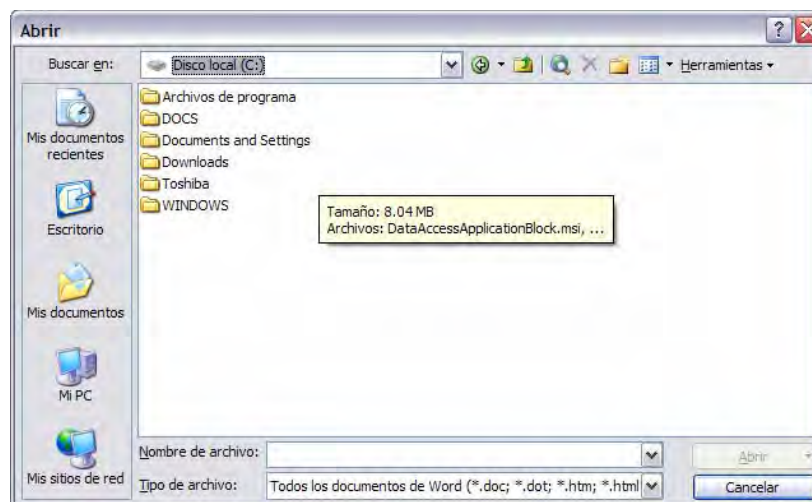 Abrir
Buscar en:
Disco local (C:)
Herramientas
Mis documentos
recientes
Escritorio
Mis documentos
Mi PC
Mis sitios de red
Archivos de programa
DOCS
Documents and Settings
Downloads
Toshiba
WINDOWS
Tamaño: 8.04 MB
Archivos: DataAccessApplicationBlock.msi, ...
Nombre de archivo:
Abrir
Tipo de archivo:
Todos los documentos de Word (*.doc; *.dot; *.htm; *.html
Cancelar